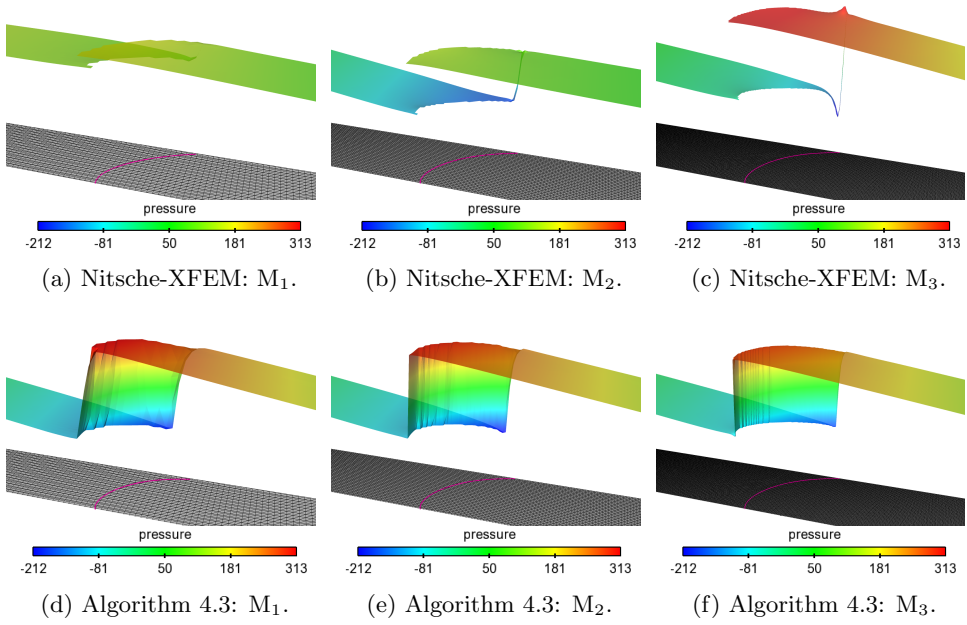 pressure pressure pressure
-212 -81 50 181 313 -212 -81 50 181 313 -212 -81 50 181 313
(a) Nitsche-XFEM: M₁. (b) Nitsche-XFEM: M₂. (c) Nitsche-XFEM: M₃.
pressure pressure pressure
-212 -81 50 181 313 -212 -81 50 181 313 -212 -81 50 181 313
(d) Algorithm 4.3: M₁. (e) Algorithm 4.3: M₂. (f) Algorithm 4.3: M₃.